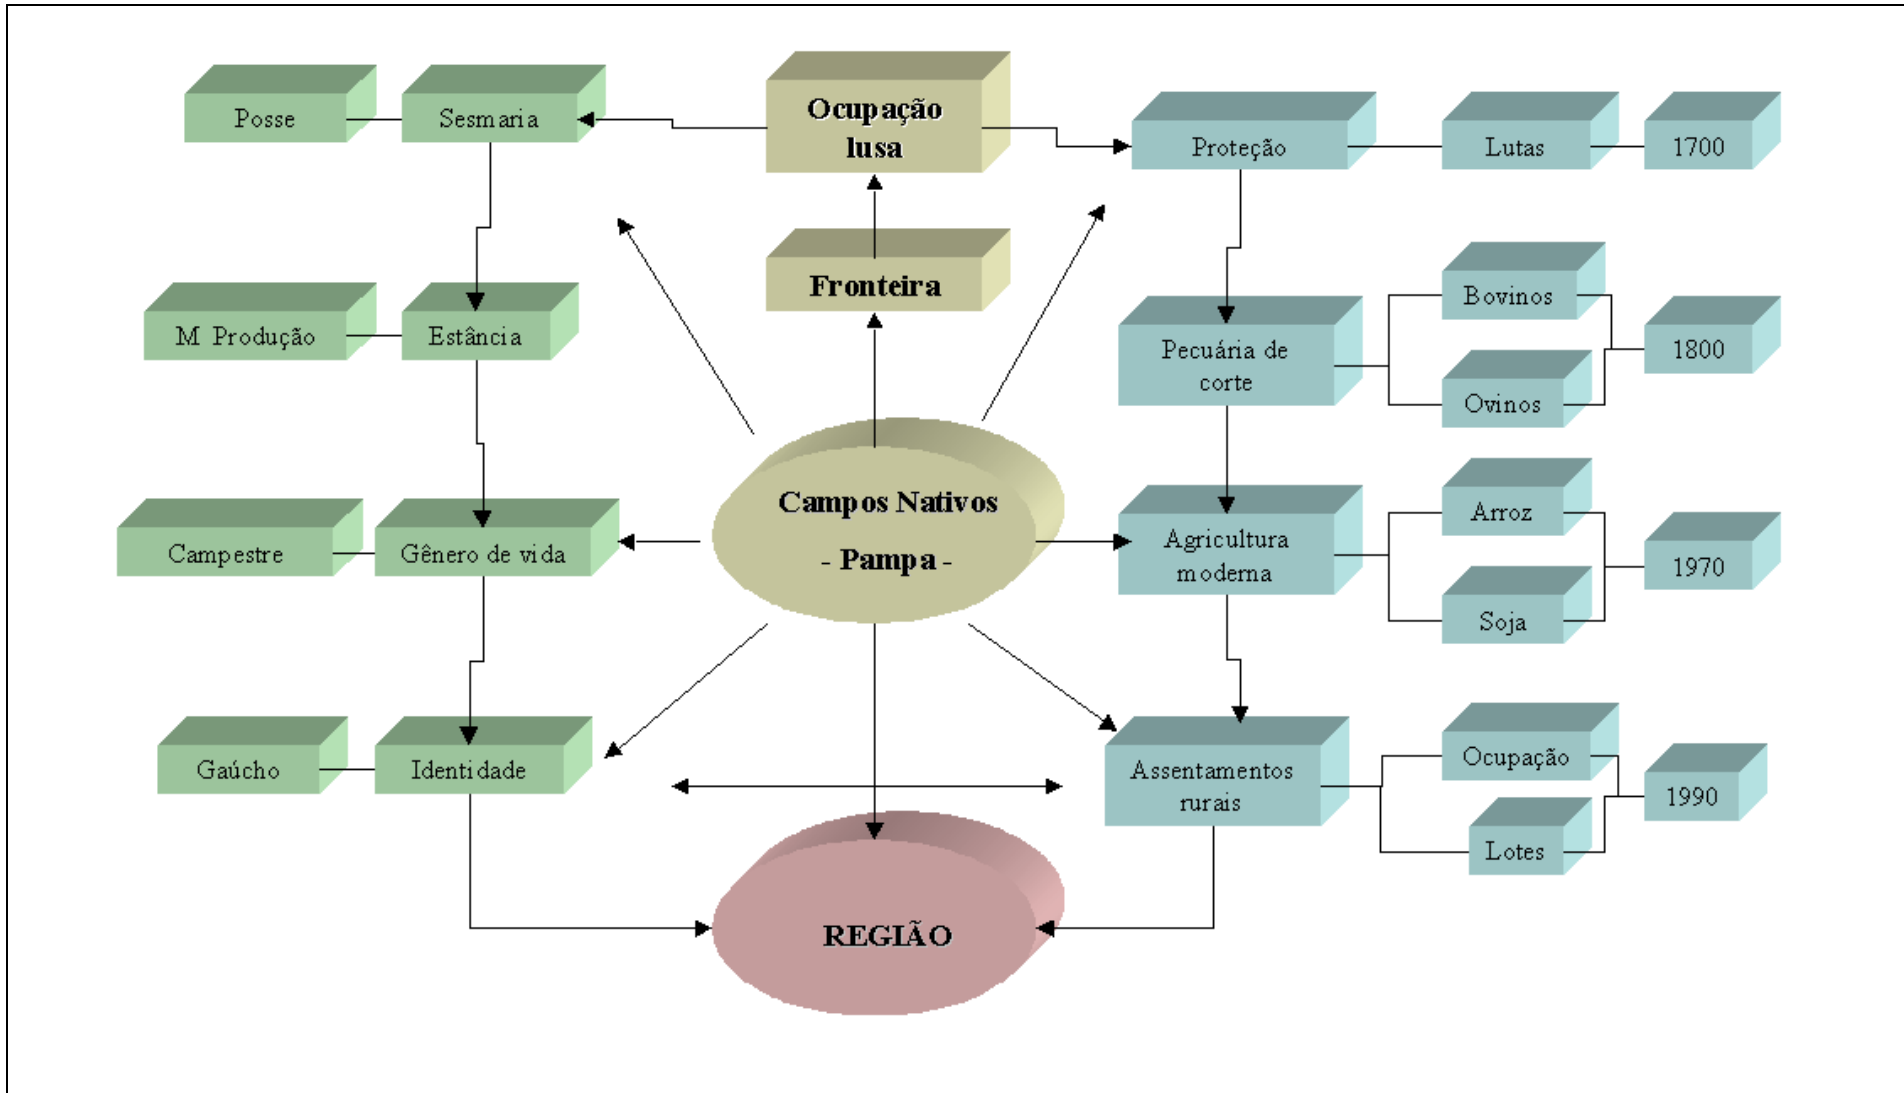 Posse
Sesmaria
Ocupação
lusa
Proteção
Lutas
1700
Fronteira
M Produção
Estância
Pecuária de
corte
Bovinos
Ovinos
1800
Campos Nativos
- Pampa -
Campestre
Gênero de vida
Agricultura
moderna
Arroz
Soja
1970
Gaúcho
Identidade
Assentamentos
rurais
Ocupação
Lotes
1990
REGIÃO